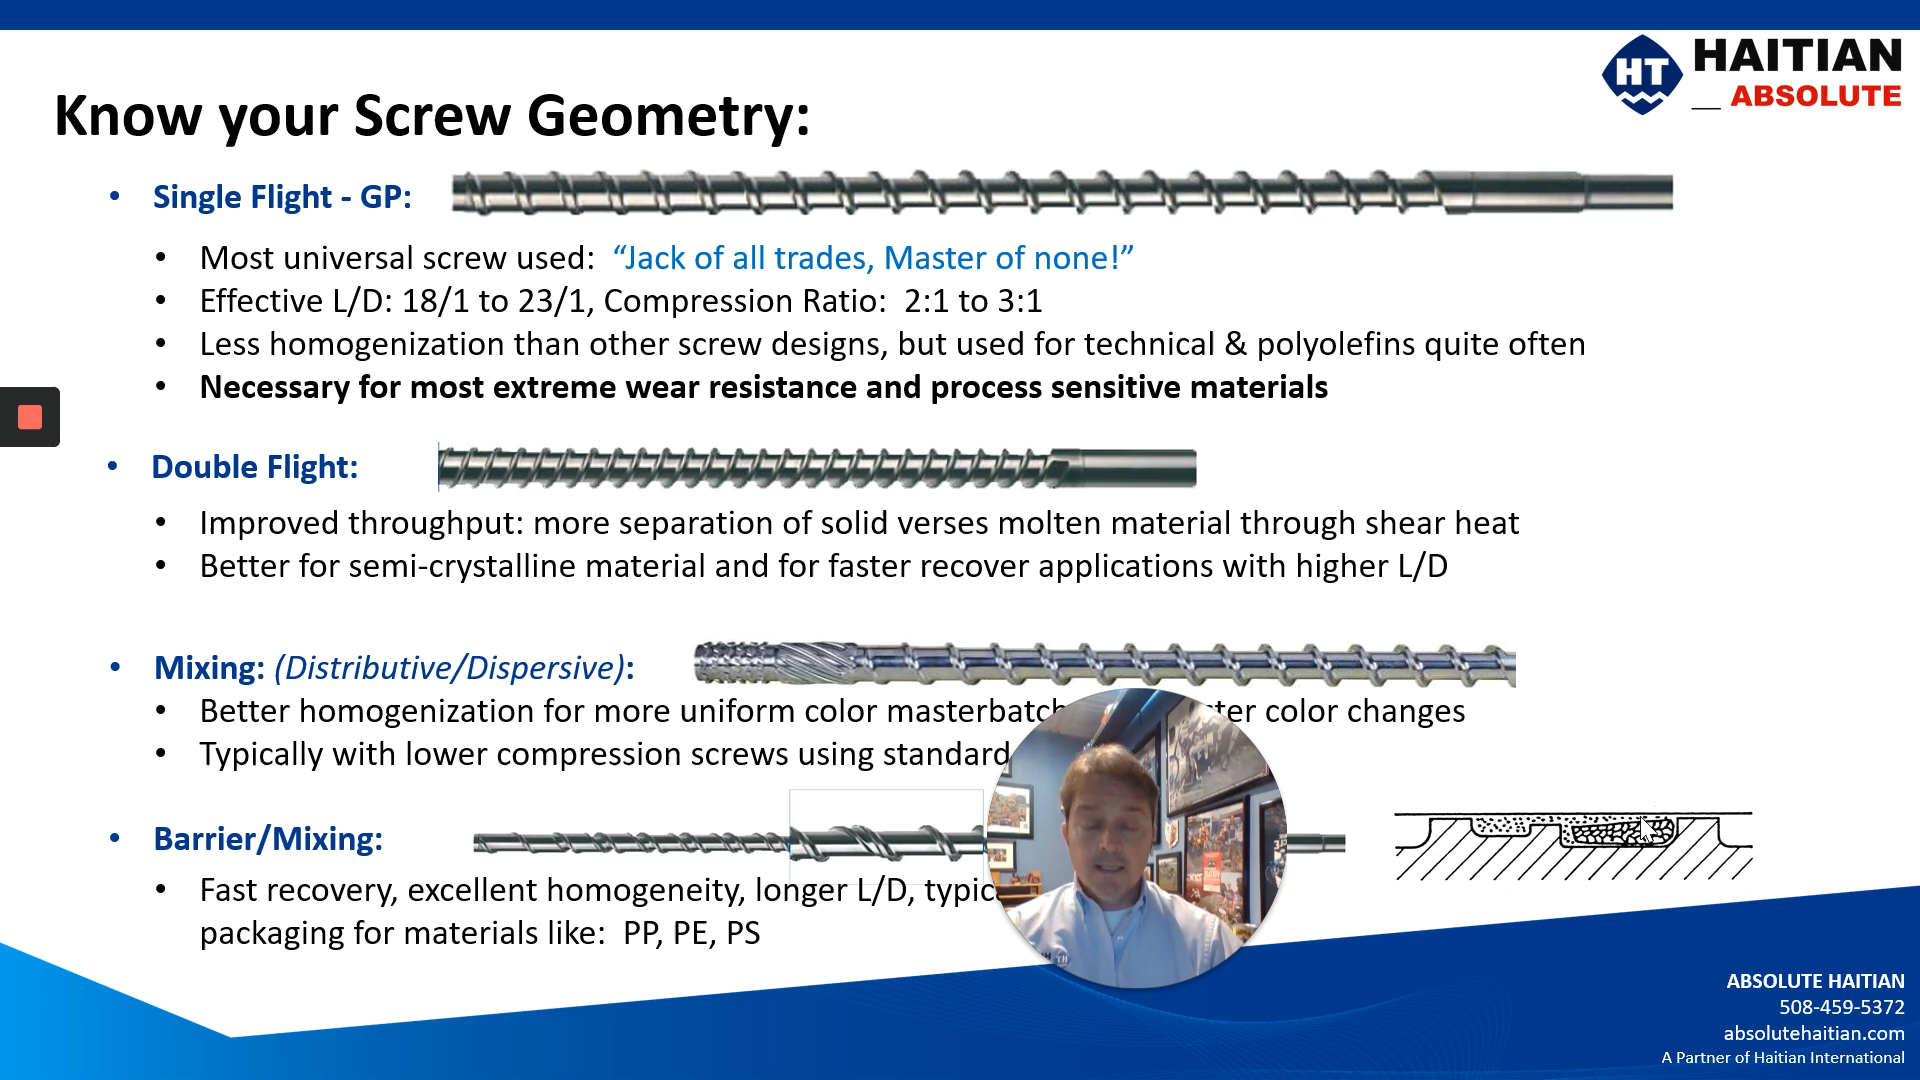 HT HAITIAN
ABSOLUTE
Know your Screw Geometry:
• Single Flight - GP:
• Most universal screw used: “Jack of all trades, Master of none!”
• Effective L/D: 18/1 to 23/1, Compression Ratio: 2:1 to 3:1
• Less homogenization than other screw designs, but used for technical & polyolefins quite often
• Necessary for most extreme wear resistance and process sensitive materials
• Double Flight:
• Improved throughput: more separation of solid verses molten material through shear heat
• Better for semi-crystalline material and for faster recover applications with higher L/D
• Mixing: (Distributive/Dispersive):
• Better homogenization for more uniform color masterbatch color changes
• Typically with lower compression screws using standard
• Barrier/Mixing:
• Fast recovery, excellent homogeneity, longer L/D,
packaging for materials like: PP, PE, PS
ABSOLUTE HAITIAN
508-459-5372
absolutehaitian.com
A Partner of Haitian International